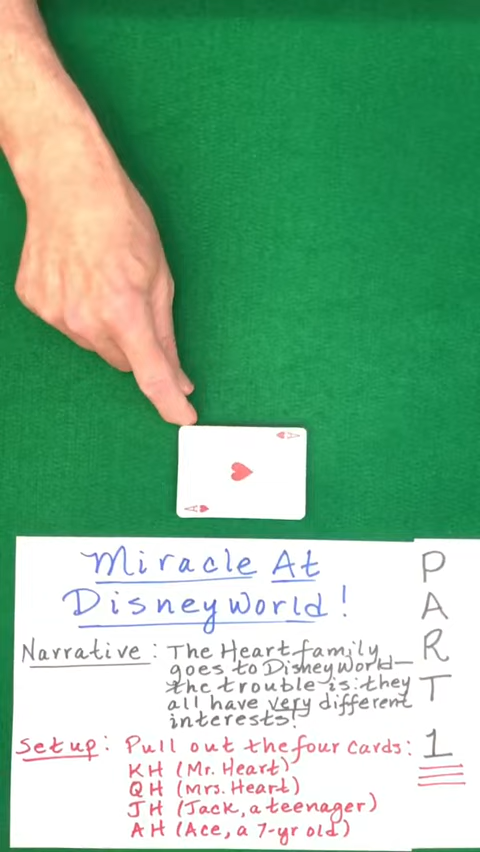 A
A
Miracle At
Disneyworld!
Narrative: The Heart family
goes to Disneyworld—
the trouble is: they
all have very different
interests!
Setup: Pull out the four cards:
KH (Mr. Heart)
QH (Mrs. Heart)
JH (Jack, a teenager)
AH (Ace, a 7-yr old)
PART 1